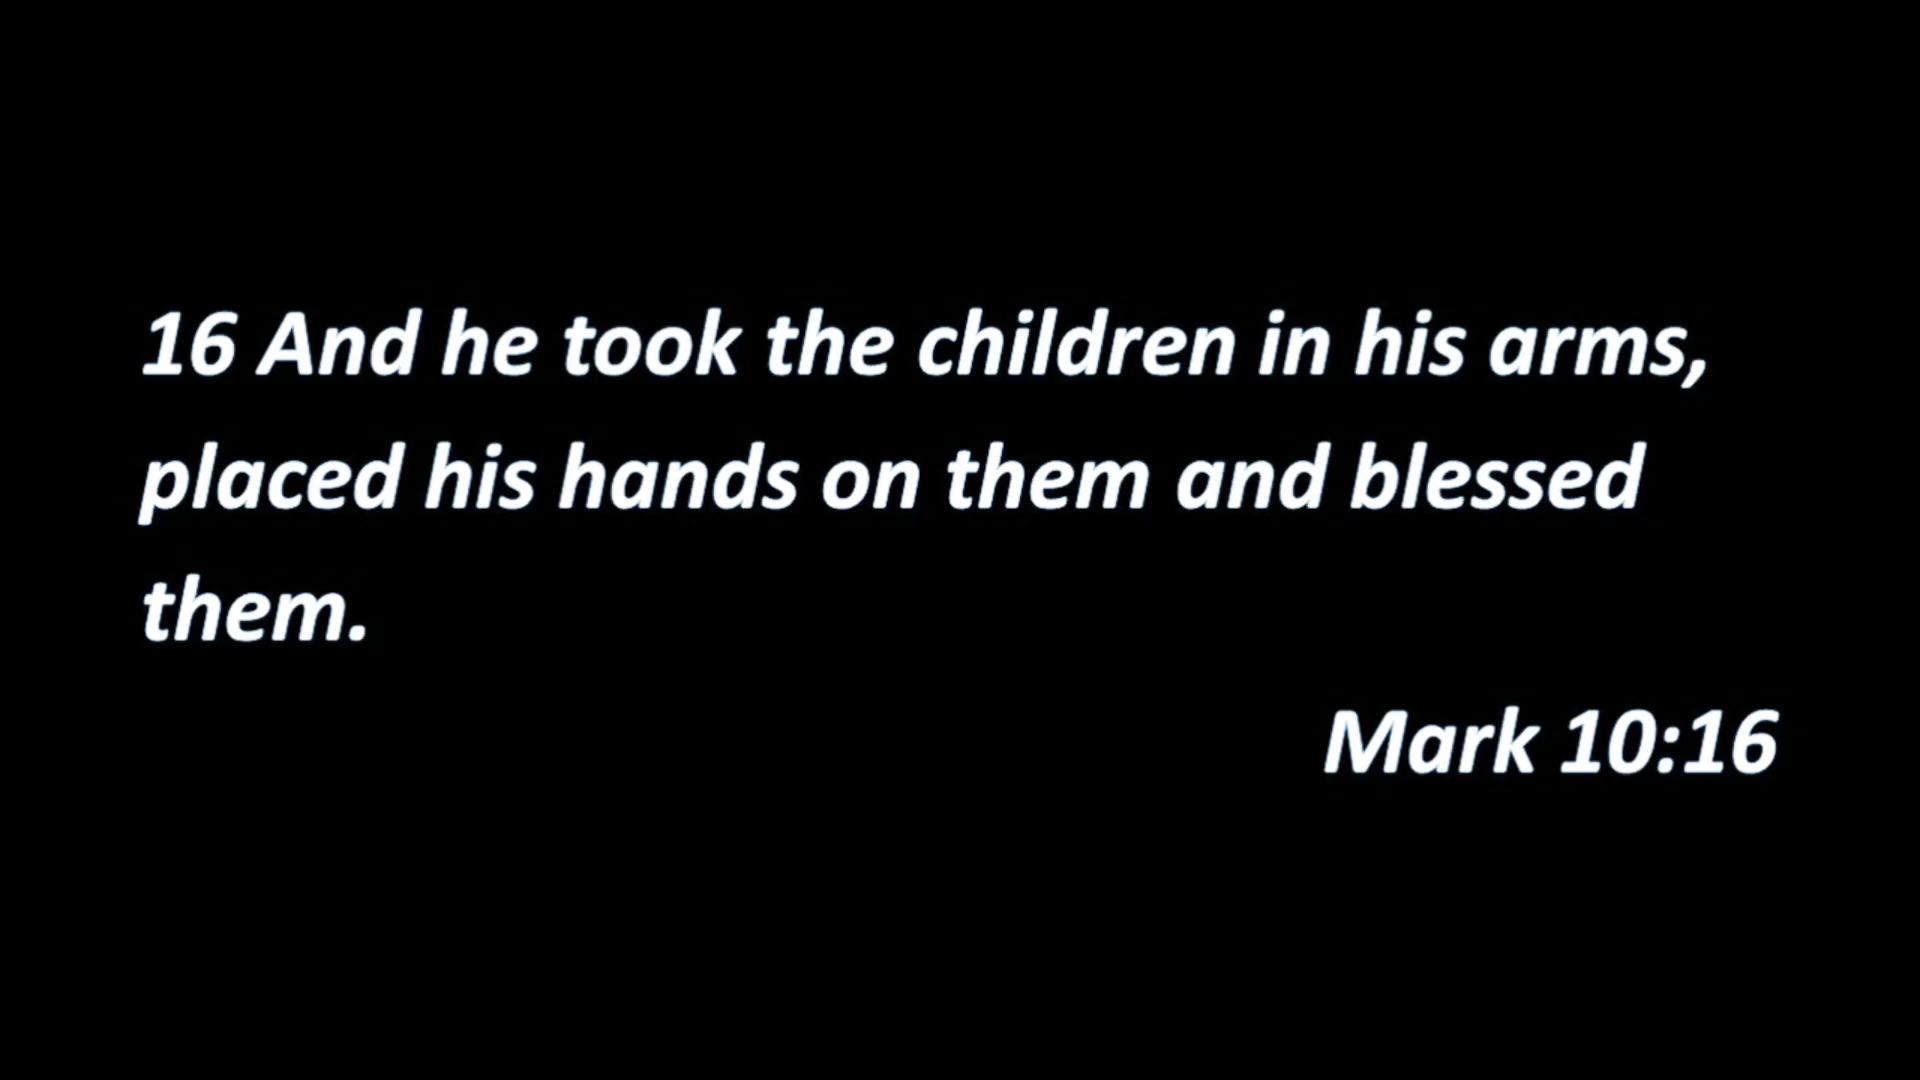 16 And he took the children in his arms,
placed his hands on them and blessed
them.
Mark 10:16